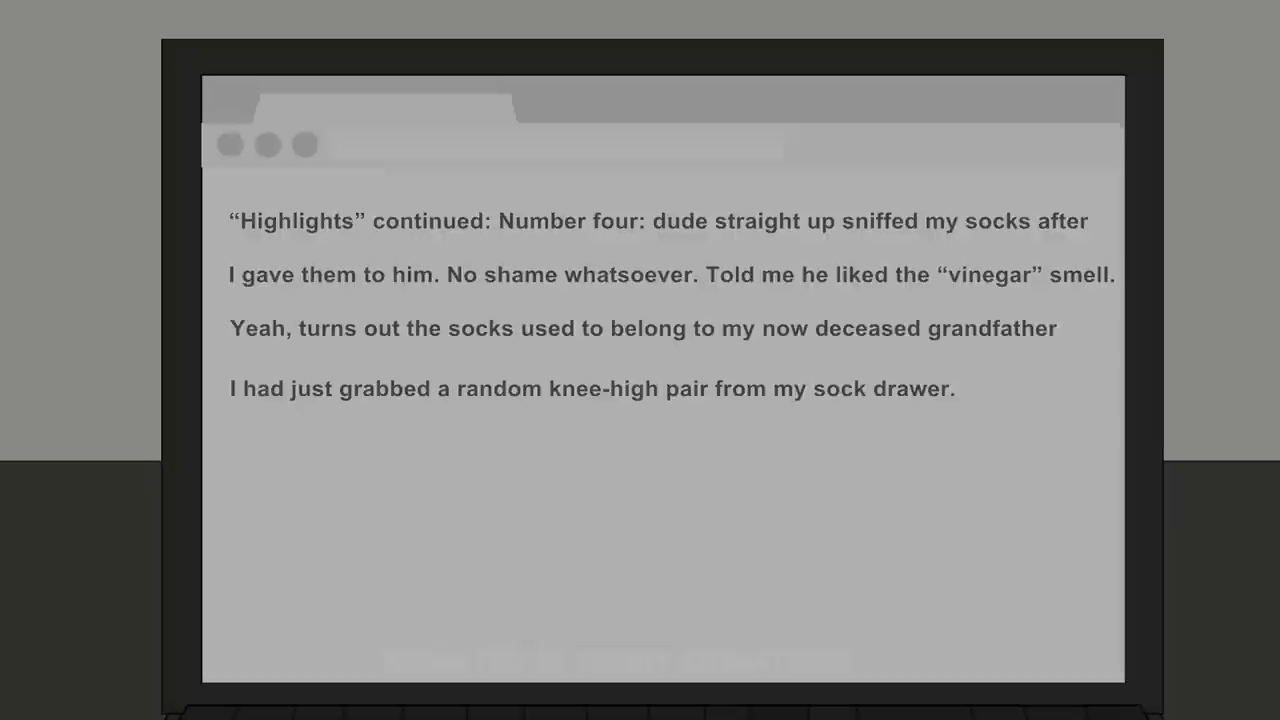 “Highlights” continued: Number four: dude straight up sniffed my socks after
I gave them to him. No shame whatsoever. Told me he liked the “vinegar” smell.
Yeah, turns out the socks used to belong to my now deceased grandfather
I had just grabbed a random knee-high pair from my sock drawer.